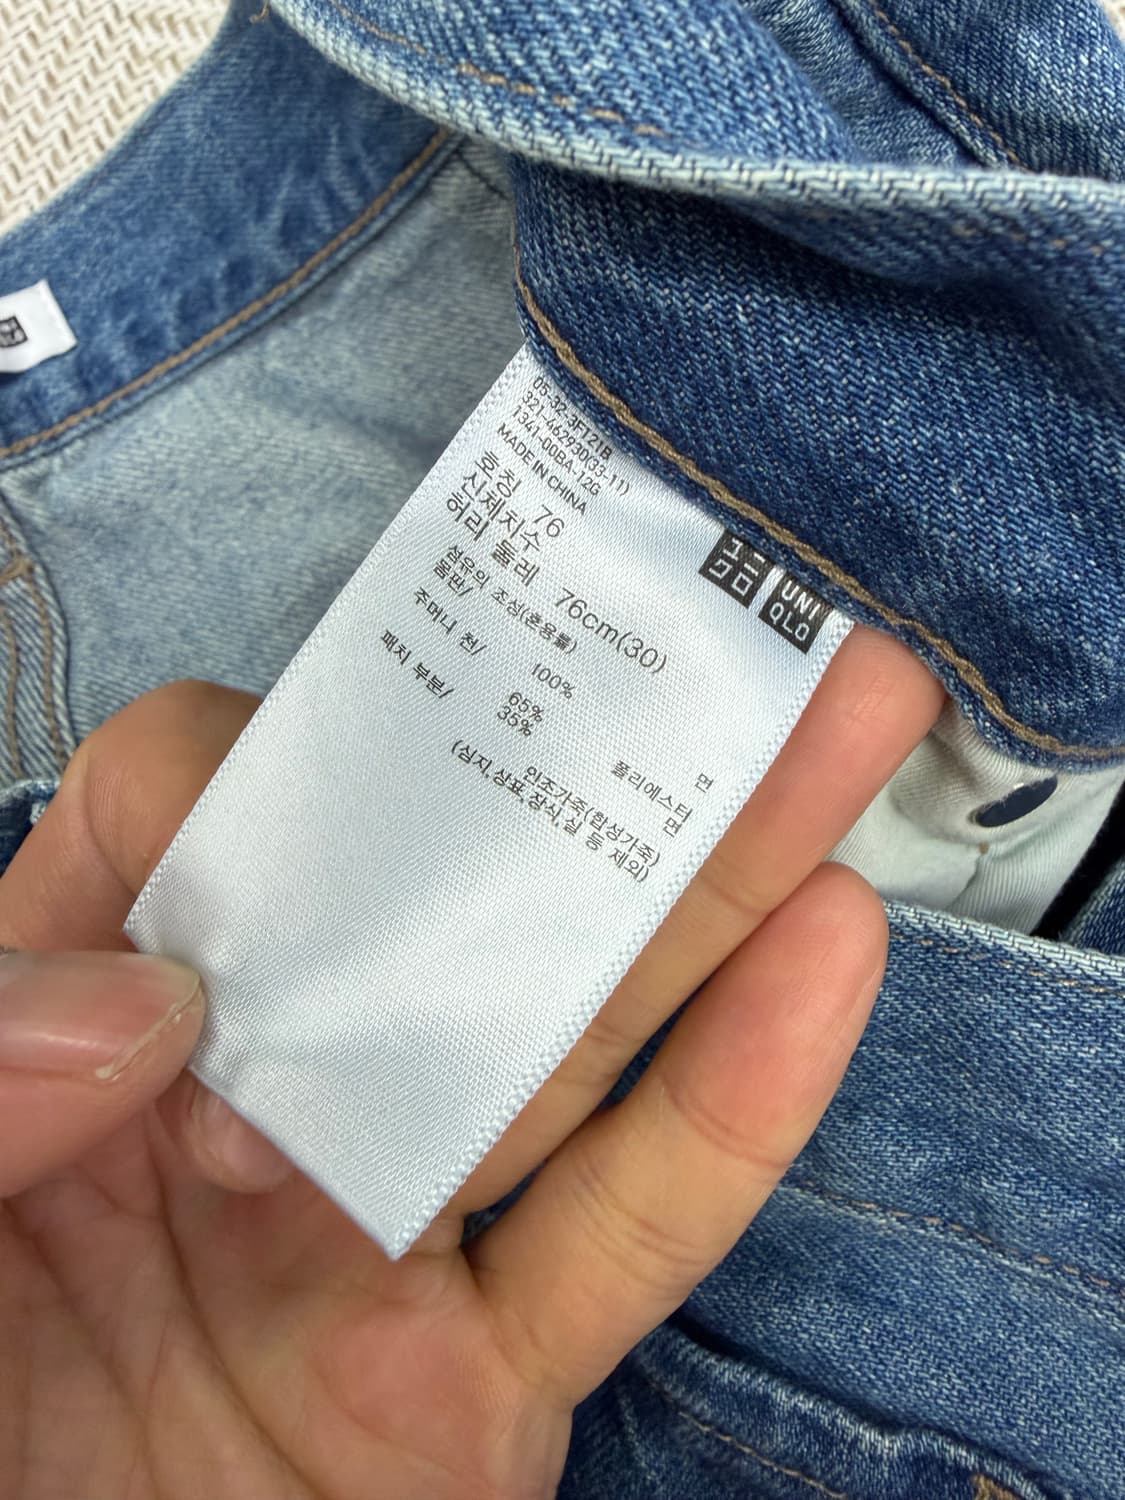 05-32-3F121B
321-462930(39-11)
1341-00BA-12G
MADE IN CHINA
호칭 76
신체치수
허리 둘레 76cm(30)
섬유의 조성(혼용률)
몸판/ 100% 면
주머니 천/ 65% 폴리에스터
35% 면
패치 부분/ 인조가죽(합성가죽)
(심지,상표,장식,실 등 제외)
ユニ
クロ
UNI
QLO